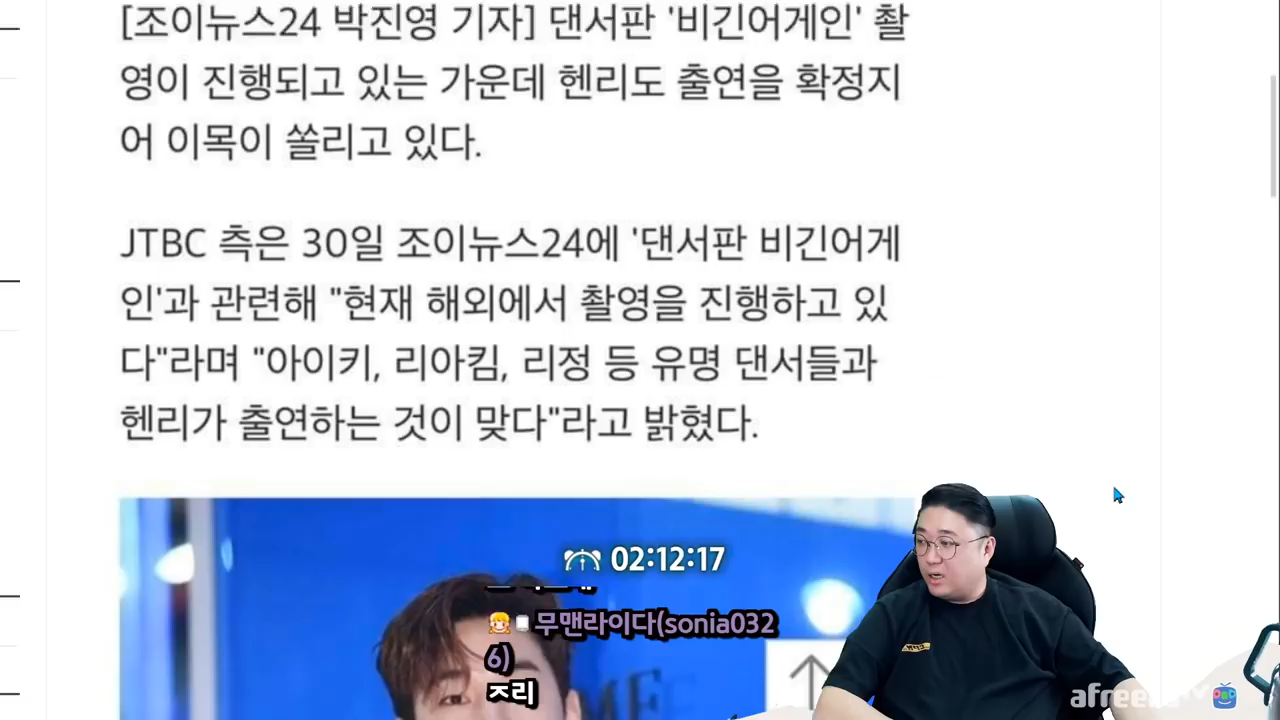 [조이뉴스24 박진영 기자] 댄서판 '비긴어게인' 촬
영이 진행되고 있는 가운데 헨리도 출연을 확정지
어 이목이 쏠리고 있다.
JTBC 측은 30일 조이뉴스24에 '댄서판 비긴어게
인'과 관련해 "현재 해외에서 촬영을 진행하고 있
다"라며 "아이키, 리아킴, 리정 등 유명 댄서들과
헨리가 출연하는 것이 맞다"라고 밝혔다.
02:12:17
무맨라이다(sonia032
6)
ㅈ리